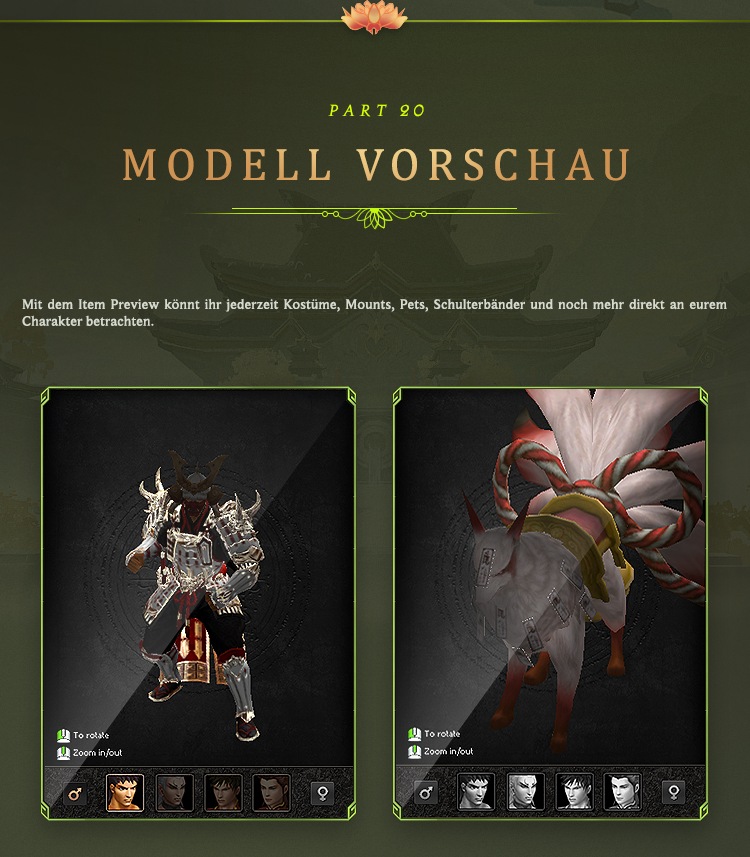 PART 20
MODELL VORSCHAU
Mit dem Item Preview könnt ihr jederzeit Kostüme, Mounts, Pets, Schulterbänder und noch mehr direkt an eurem
Charakter betrachten.
To rotate
Zoom in/out
To rotate
Zoom in/out